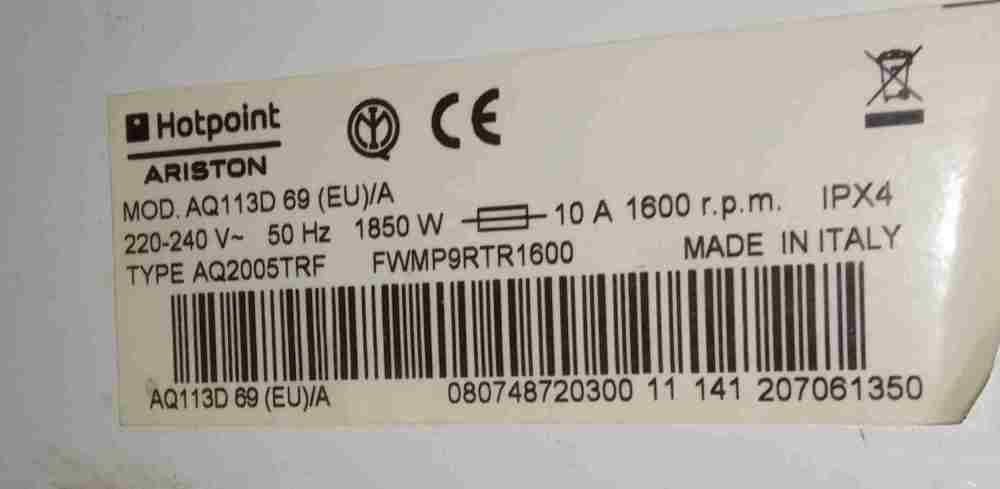 Hotpoint
ARISTON
CE
MOD. AQ113D 69 (EU)/A
220-240 V~ 50 Hz 1850 W 10 A 1600 r.p.m. IPX4
TYPE AQ2005TRF FWMP9RTR1600 MADE IN ITALY
AQ113D 69 (EU)/A 080748720300 11 141 207061350